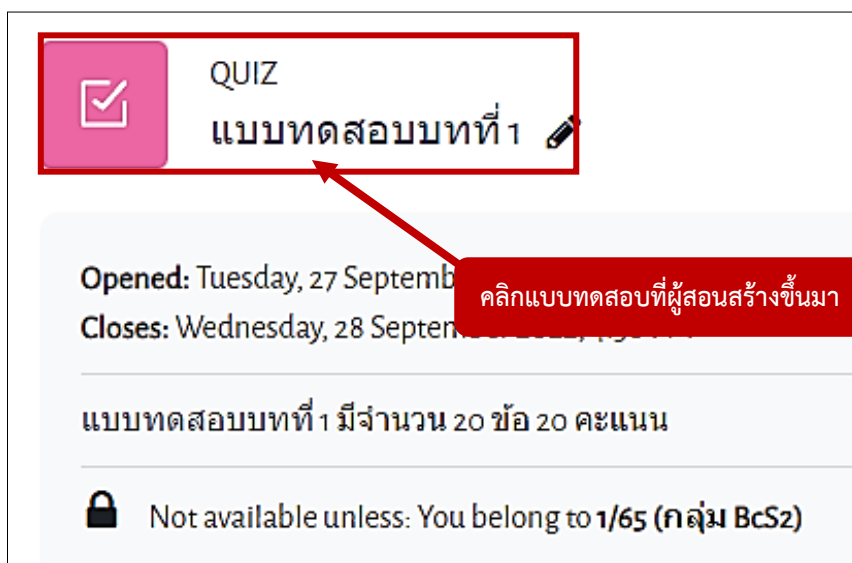 QUIZ
แบบทดสอบบทที่ 1
Opened: Tuesday, 27
คลิกแบบทดสอบที่ผู้สอนสร้างขึ้นมา
Closes: Wednesday, 28
แบบทดสอบบทที่ 1 มีจำนวน 20 ข้อ 20 คะแนน
Not available unless: You belong to 1/65 (กลุ่ม BcS2)